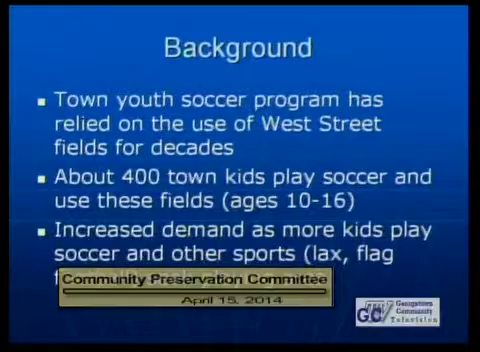 Background
Town youth soccer program has
relied on the use of West Street
fields for decades
About 400 town kids play soccer and
use these fields (ages 10-16)
Increased demand as more kids play
soccer and other sports (lax, flag
Community Preservation Committee
April 15, 2014
GCTV
Georgetown
Community
Television